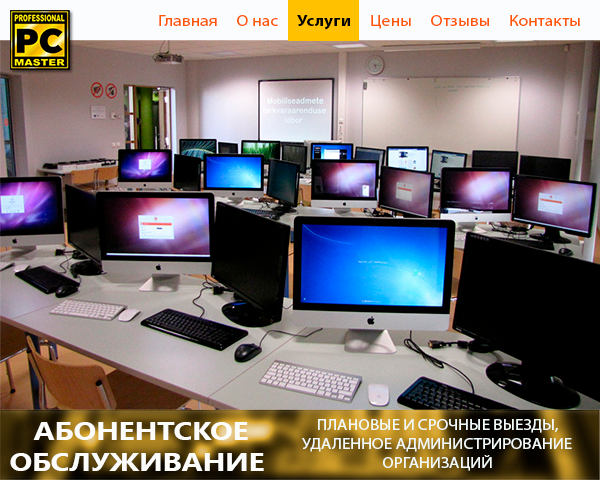 PROFESSIONAL
PC
MASTER
Главная О нас Услуги Цены Отзывы Контакты
Mobiilseadmete
tarkvaraarenduse
labor
АБОНЕНТСКОЕ
ОБСЛУЖИВАНИЕ
ПЛАНОВЫЕ И СРОЧНЫЕ ВЫЕЗДЫ,
УДАЛЕННОЕ АДМИНИСТРИРОВАНИЕ
ОРГАНИЗАЦИЙ